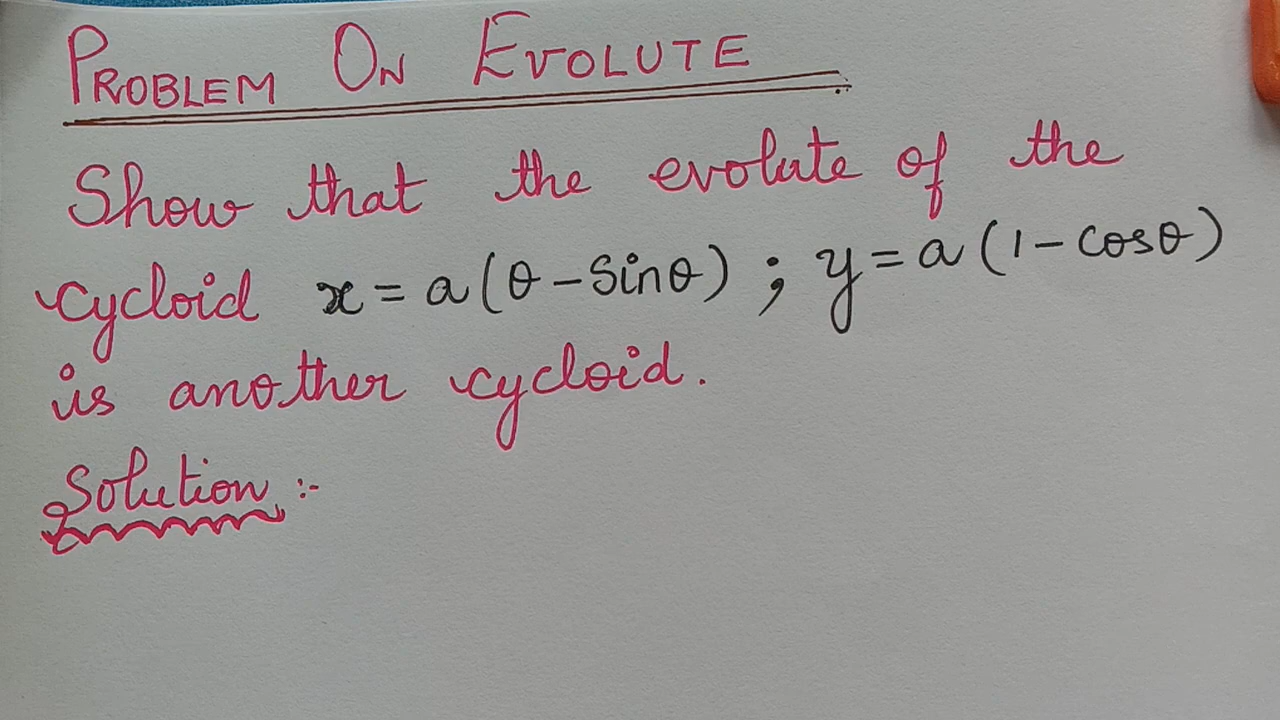 PROBLEM ON EVOLUTE
Show that the evolute of the
cycloid x = a(θ - sinθ) ; y = a(1 - cosθ)
is another cycloid.
Solution :-